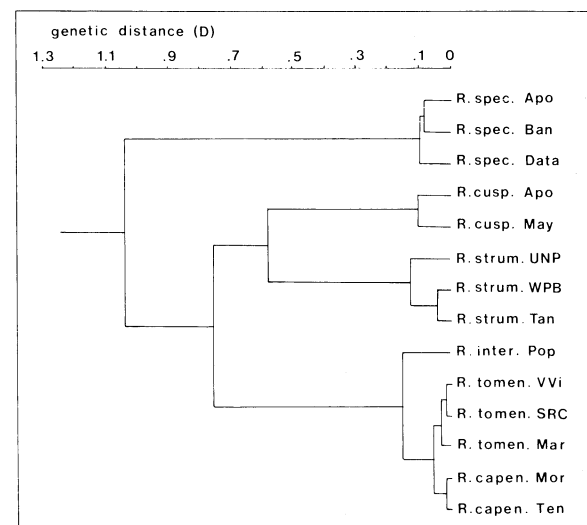 genetic distance (D)
1.3 1.1 .9 .7 .5 .3 .1 0
R.spec. Apo
R.spec. Ban
R.spec. Data
R.cusp. Apo
R.cusp. May
R.strum. UNP
R.strum. WPB
R.strum. Tan
R.inter. Pop
R.tomen. VVi
R.tomen. SRC
R.tomen. Mar
R.capen. Mor
R.capen. Ten